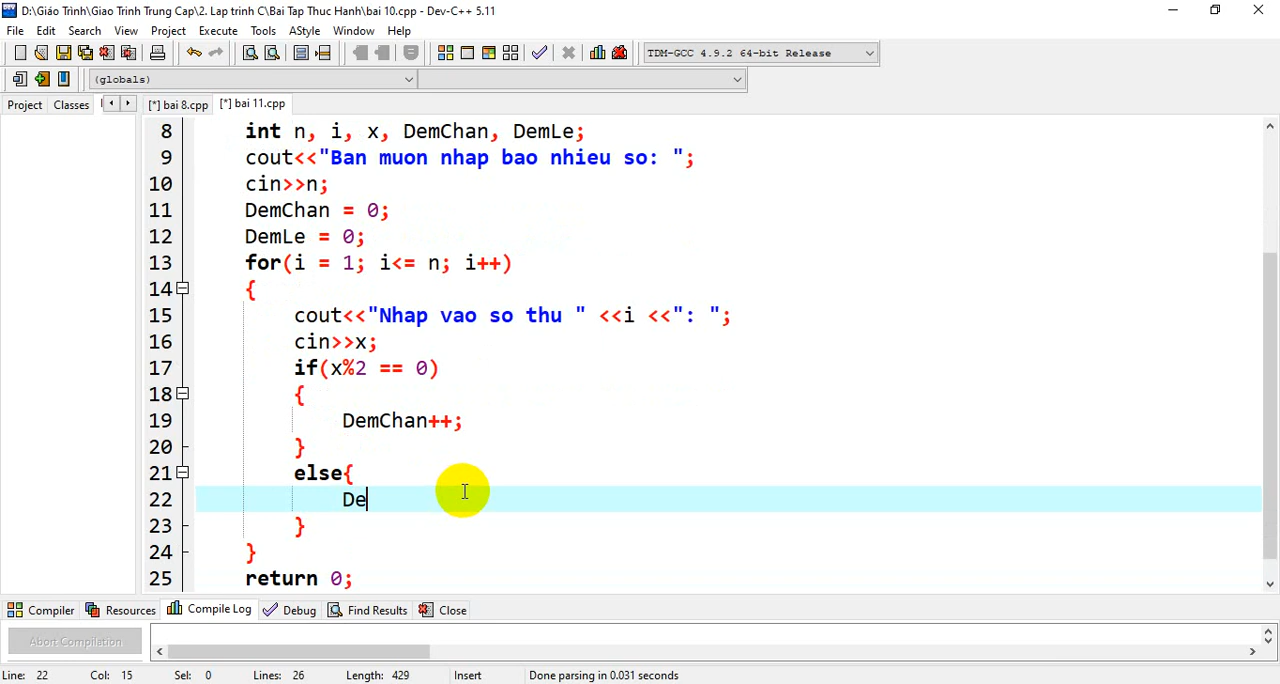 D:\Giáo Trình\Giao Trinh Trung Cap\2. Lap trinh C\Bai Tap Thuc Hanh\bai 10.cpp - Dev-C++ 5.11
File Edit Search View Project Execute Tools AStyle Window Help
TDM-GCC 4.9.2 64-bit Release
(globals)
Project Classes [*] bai 8.cpp [*] bai 11.cpp
8 int n, i, x, DemChan, DemLe;
9 cout<<"Ban muon nhap bao nhieu so: ";
10 cin>>n;
11 DemChan = 0;
12 DemLe = 0;
13 for(i = 1; i<= n; i++)
14 {
15 cout<<"Nhap vao so thu " <<i <<": ";
16 cin>>x;
17 if(x%2 == 0)
18 {
19 DemChan++;
20 }
21 else{
22 De
23 }
24 }
25 return 0;
Compiler Resources Compile Log Debug Find Results Close
Abort Compilation
Line: 22 Col: 15 Sel: 0 Lines: 26 Length: 429 Insert Done parsing in 0.031 seconds